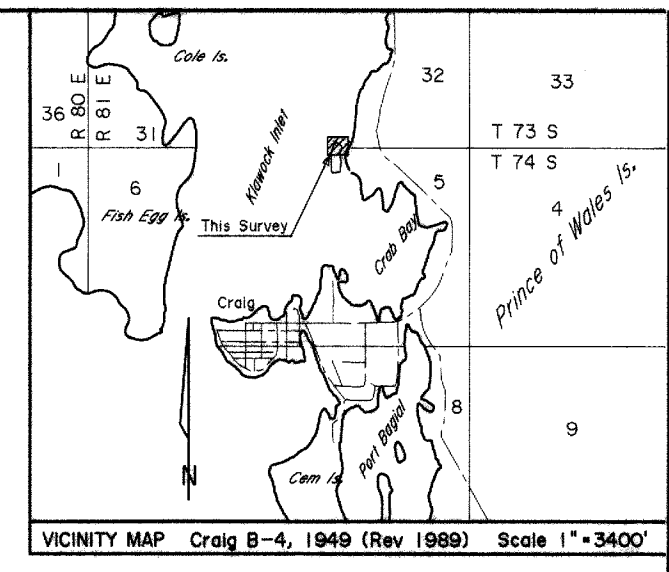 Cole Is.
32
33
36
R 80 E
R 81 E
31
Klawock Inlet
T 73 S
T 74 S
1
6
5
4
Fish Egg Is.
This Survey
Crab Bay
Prince of Wales Is.
Craig
8
9
Port Bagial
Cem Is.
N
VICINITY MAP Craig B-4, 1949 (Rev 1989) Scale 1" = 3400'